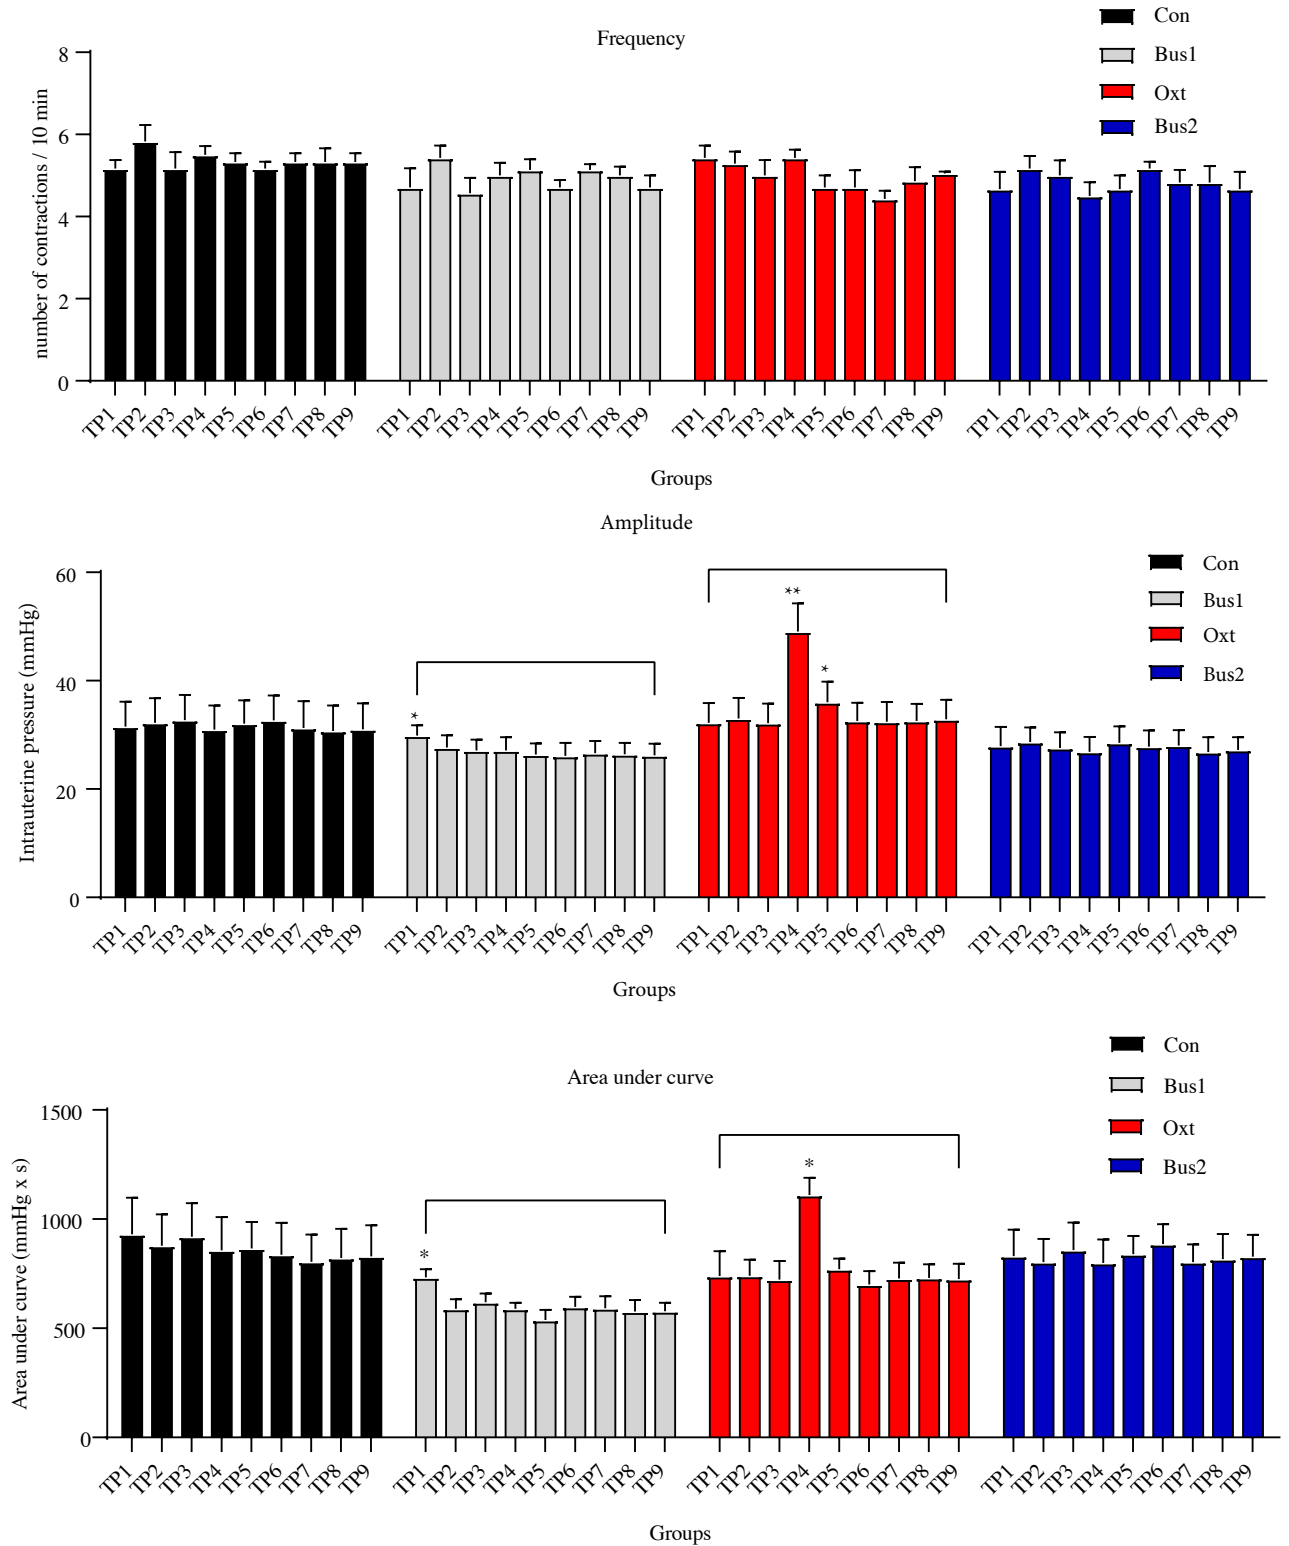 Frequency
Con
Bus1
Oxt
Bus2
number of contractions / 10 min
8
6
4
2
0
TP1 TP2 TP3 TP4 TP5 TP6 TP7 TP8 TP9 TP1 TP2 TP3 TP4 TP5 TP6 TP7 TP8 TP9 TP1 TP2 TP3 TP4 TP5 TP6 TP7 TP8 TP9 TP1 TP2 TP3 TP4 TP5 TP6 TP7 TP8 TP9
Groups
Amplitude
Con
Bus1
Oxt
Bus2
Intrauterine pressure (mmHg)
60
40
20
0
*
**
*
TP1 TP2 TP3 TP4 TP5 TP6 TP7 TP8 TP9 TP1 TP2 TP3 TP4 TP5 TP6 TP7 TP8 TP9 TP1 TP2 TP3 TP4 TP5 TP6 TP7 TP8 TP9 TP1 TP2 TP3 TP4 TP5 TP6 TP7 TP8 TP9
Groups
Area under curve
Con
Bus1
Oxt
Bus2
Area under curve (mmHg x s)
1500
1000
500
0
*
*
TP1 TP2 TP3 TP4 TP5 TP6 TP7 TP8 TP9 TP1 TP2 TP3 TP4 TP5 TP6 TP7 TP8 TP9 TP1 TP2 TP3 TP4 TP5 TP6 TP7 TP8 TP9 TP1 TP2 TP3 TP4 TP5 TP6 TP7 TP8 TP9
Groups